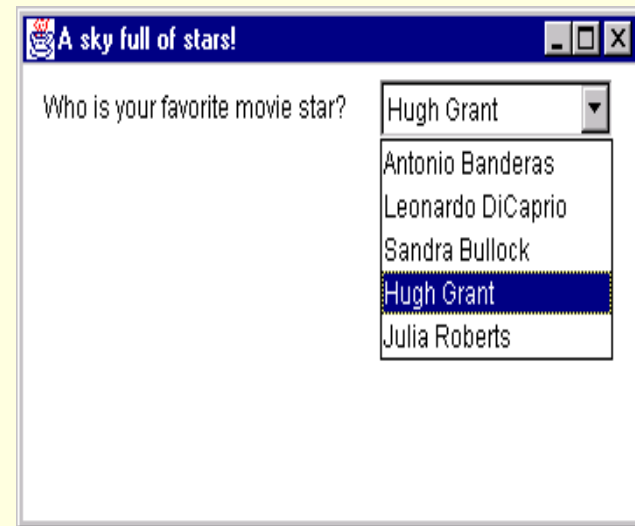 A sky full of stars!
Who is your favorite movie star? Hugh Grant
Antonio Banderas
Leonardo DiCaprio
Sandra Bullock
Hugh Grant
Julia Roberts